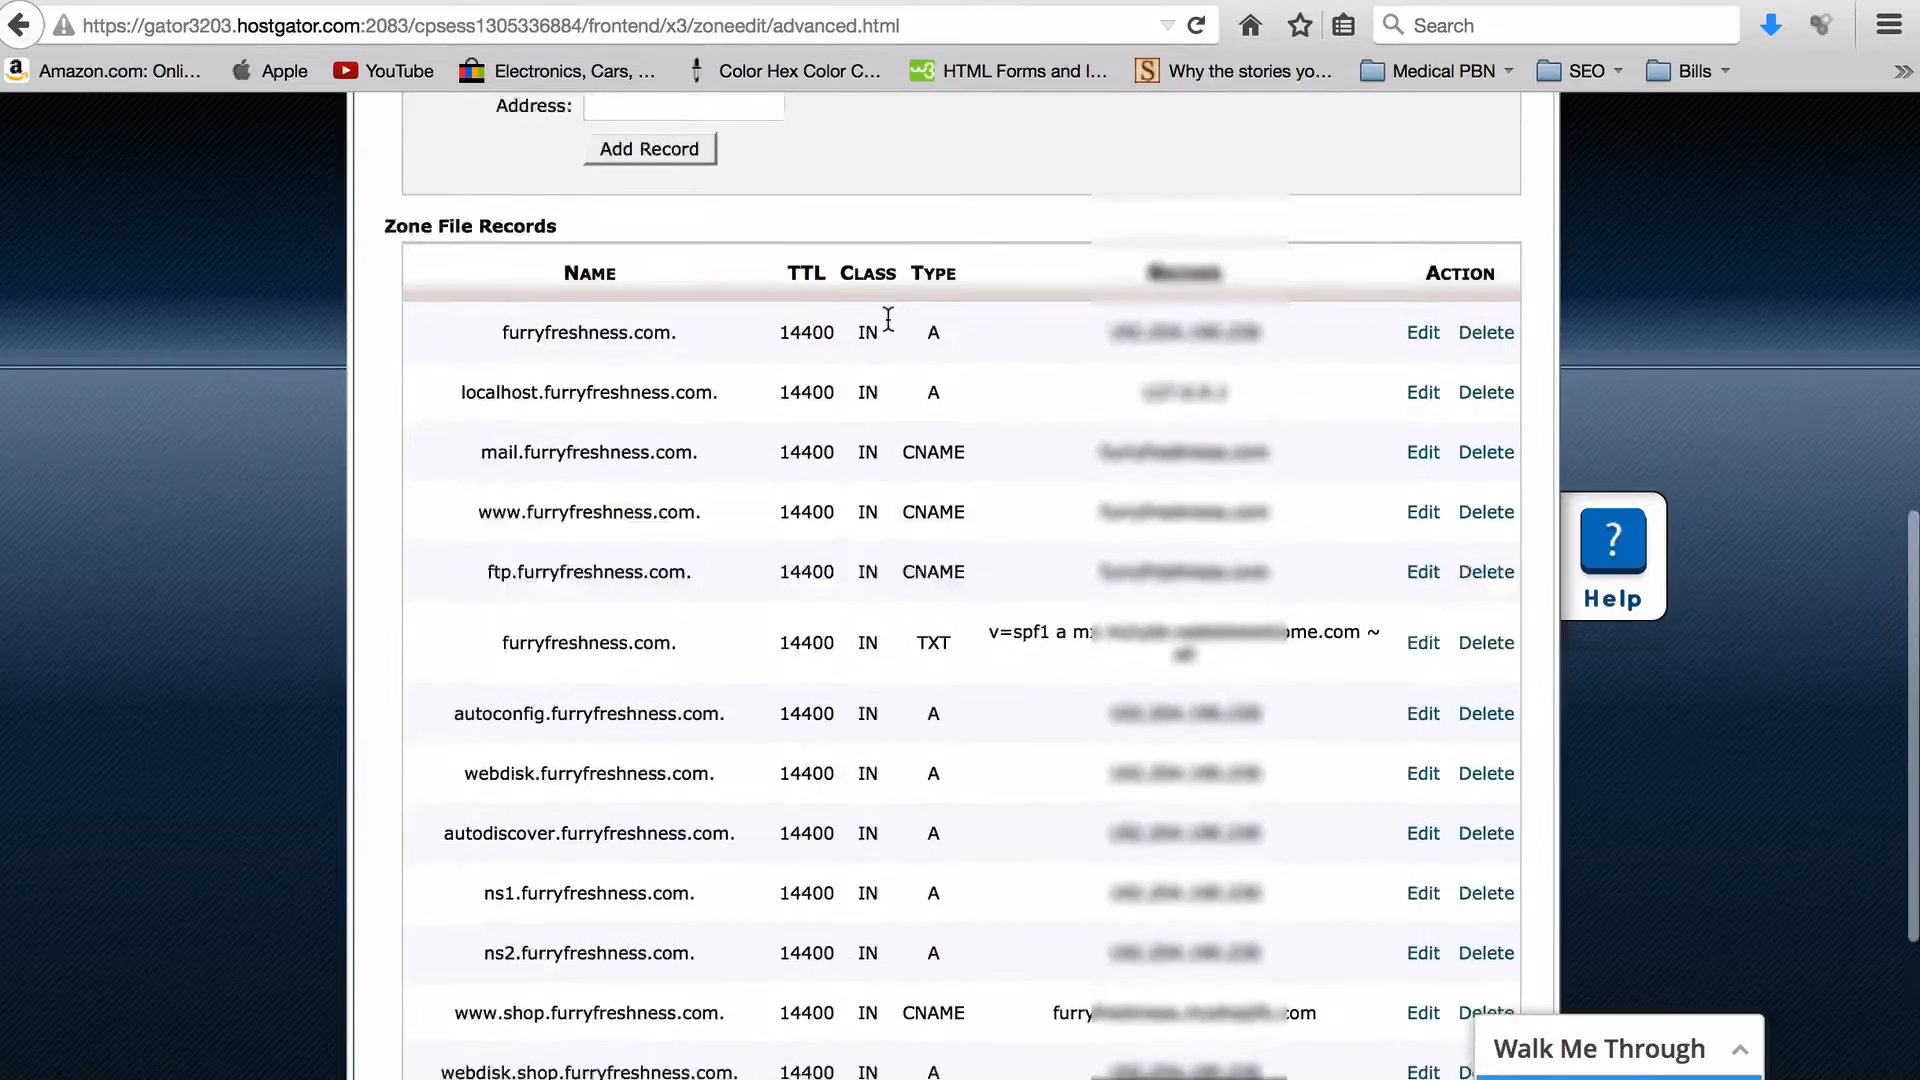 https://gator3203.hostgator.com:2083/cpsess1305336884/frontend/x3/zoneedit/advanced.html Search
Amazon.com: Onli... Apple YouTube Electronics, Cars, ... Color Hex Color C... HTML Forms and I... Why the stories yo... Medical PBN SEO Bills
Address:
Add Record
Zone File Records
NAME TTL CLASS TYPE ACTION
furryfreshness.com. 14400 IN A Edit Delete
localhost.furryfreshness.com. 14400 IN A Edit Delete
mail.furryfreshness.com. 14400 IN CNAME Edit Delete
www.furryfreshness.com. 14400 IN CNAME Edit Delete
ftp.furryfreshness.com. 14400 IN CNAME Edit Delete
furryfreshness.com. 14400 IN TXT v=spf1 a ome.com ~ Edit Delete
autoconfig.furryfreshness.com. 14400 IN A Edit Delete
webdisk.furryfreshness.com. 14400 IN A Edit Delete
autodiscover.furryfreshness.com. 14400 IN A Edit Delete
ns1.furryfreshness.com. 14400 IN A Edit Delete
ns2.furryfreshness.com. 14400 IN A Edit Delete
www.shop.furryfreshness.com. 14400 IN CNAME furry com Edit Delete
webdisk.shop.furryfreshness.com. 14400 IN A Edit
? Help
Walk Me Through